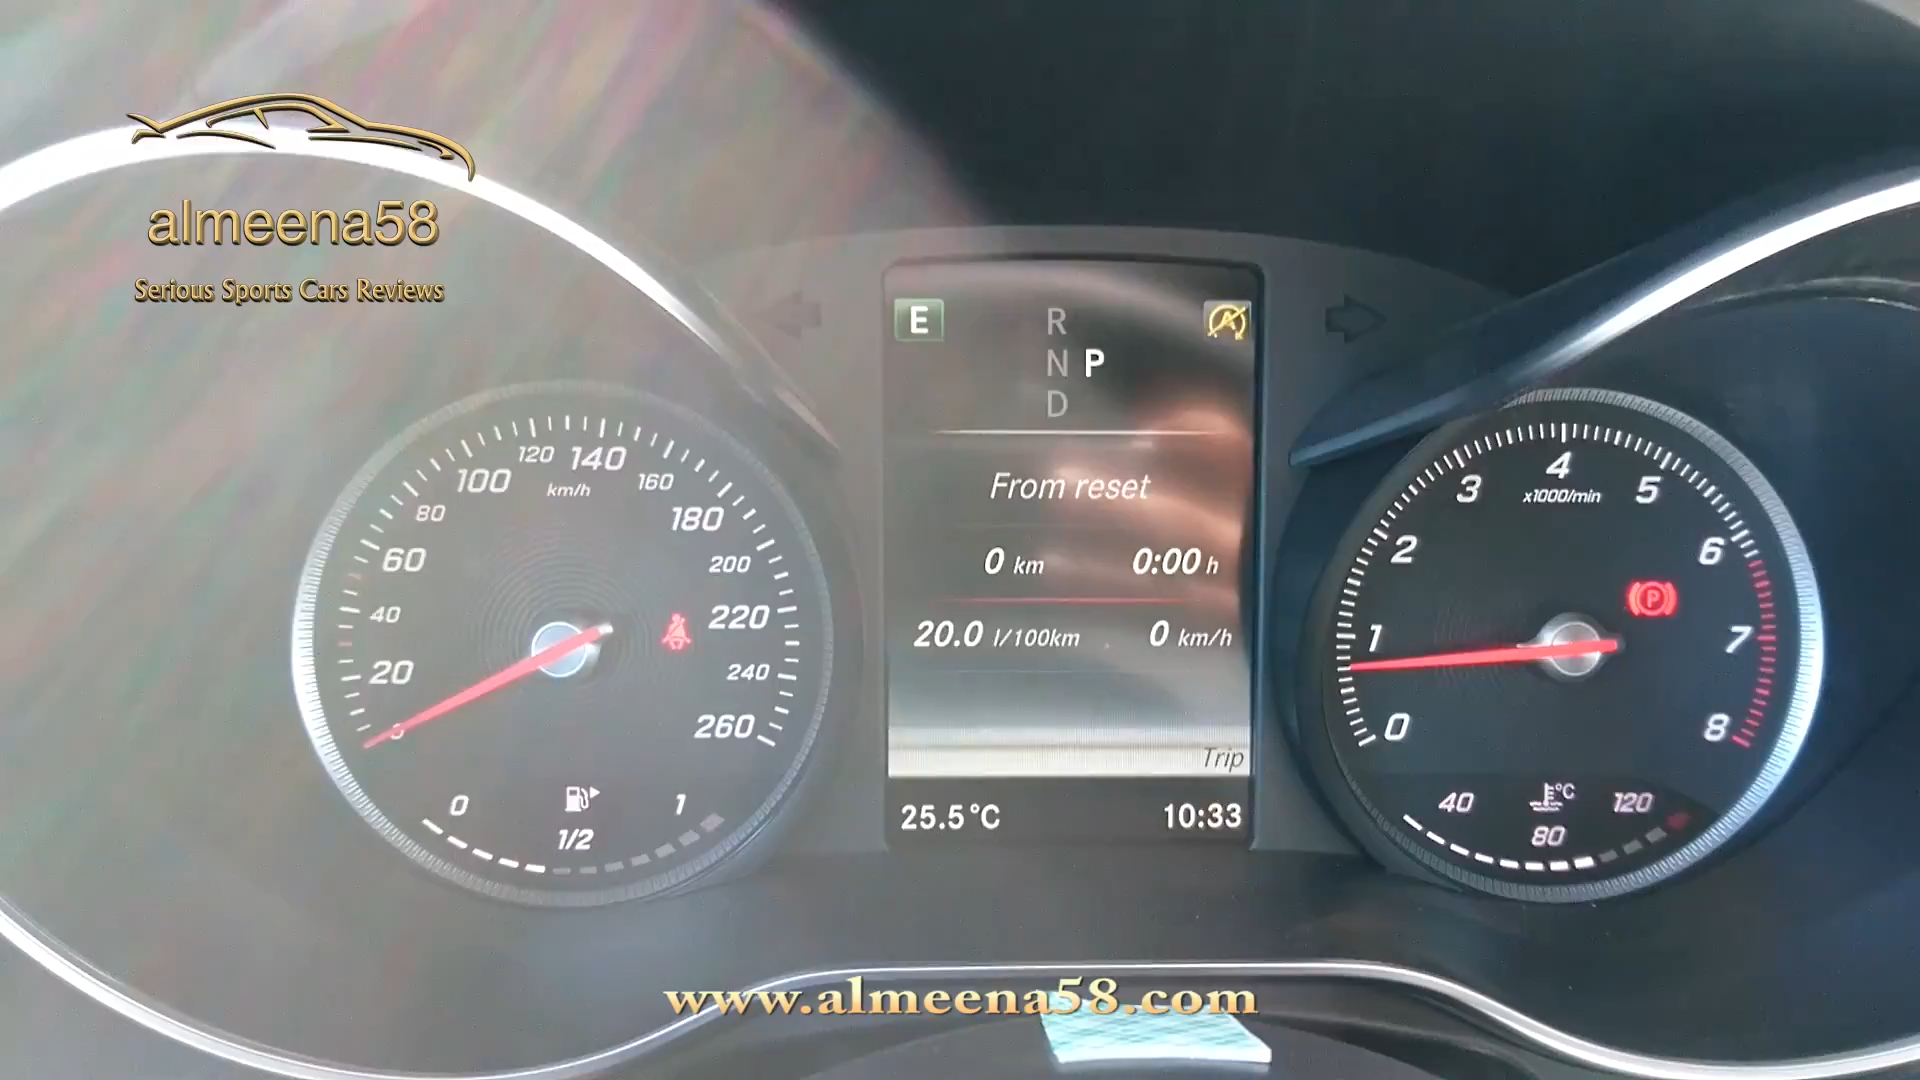 almeena58
Serious Sports Cars Reviews
E
R
N P
D
From reset
0 km 0:00 h
20.0 l/100km 0 km/h
Trip
25.5°C 10:33
0
20
40
60
80
100
120
140
160
180
200
220
240
260
km/h
0 1/2 1
0
1
2
3
4
5
6
7
8
x1000/min
P
40 °C 120
80
www.almeena58.com